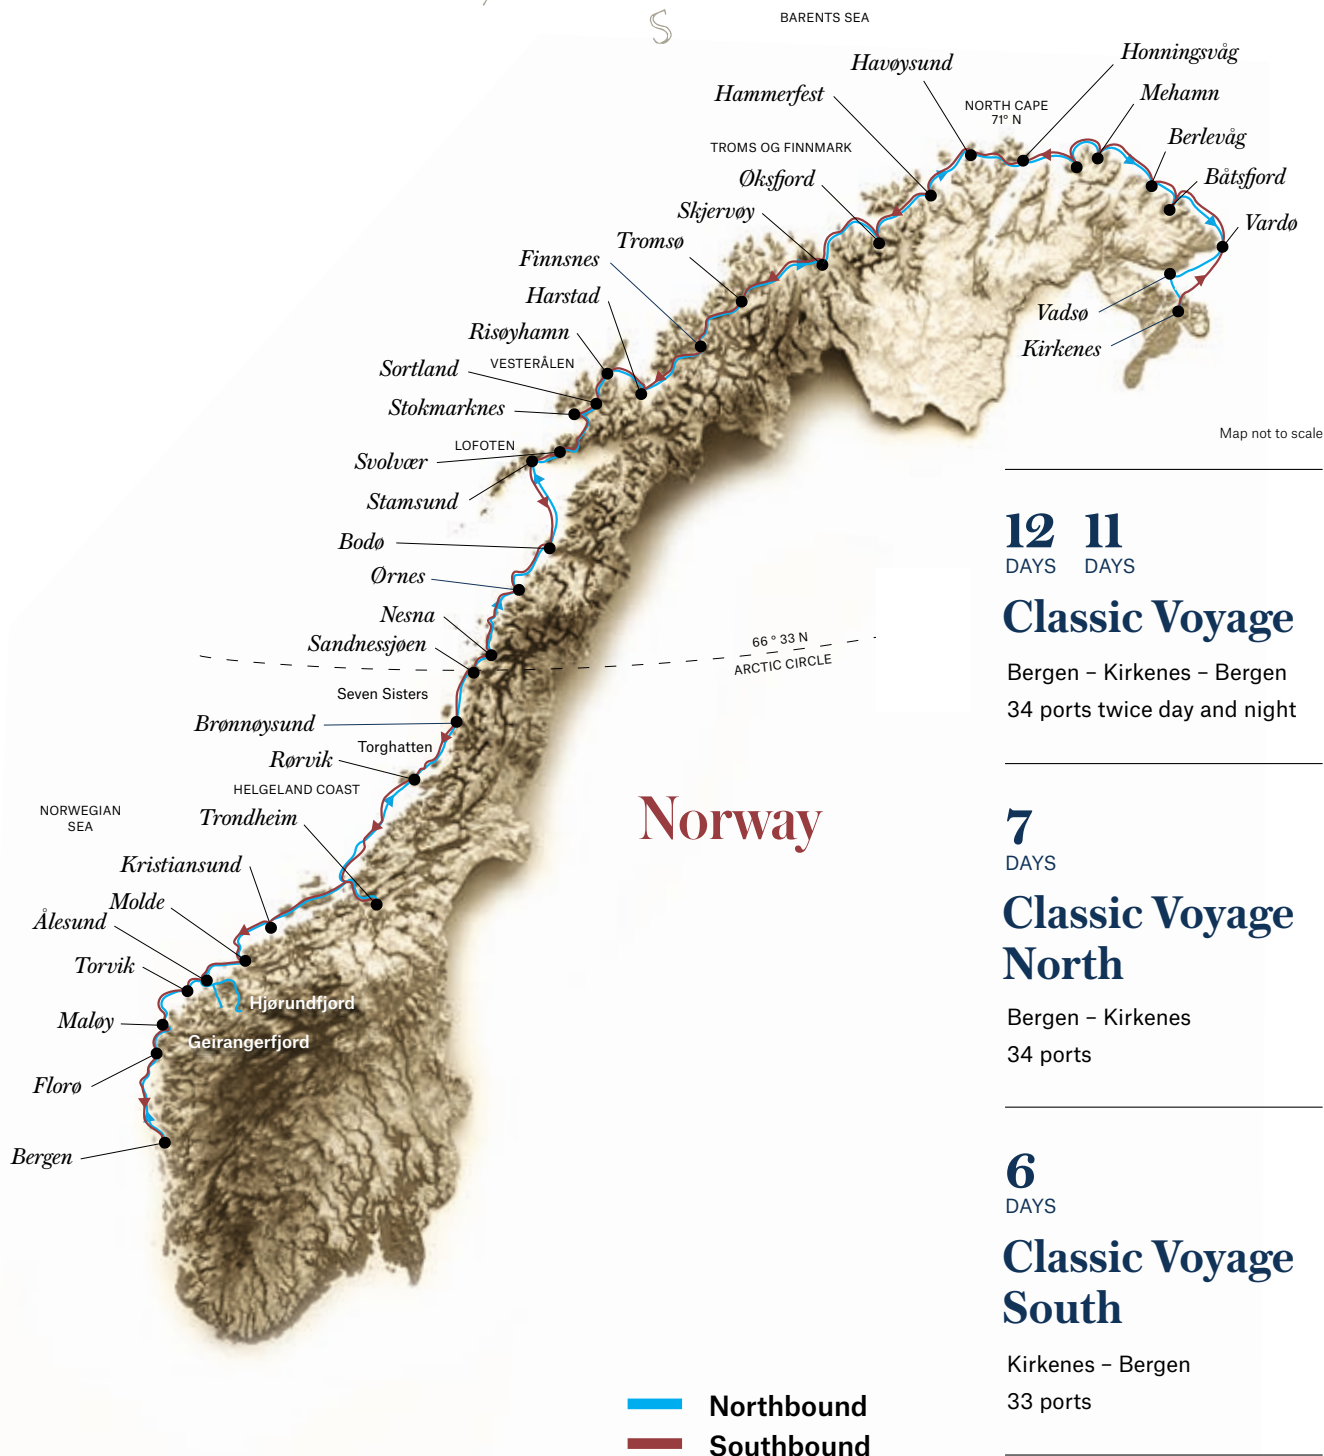 S
BARENTS SEA
Honningsvåg
Havøysund
Mehamn
Hammerfest
NORTH CAPE
71° N
Berlevåg
TROMS OG FINNMARK
Øksfjord
Båtsfjord
Skjervøy
Vardø
Tromsø
Finnsnes
Harstad
Vadsø
Risøyhamn
Kirkenes
VESTERÅLEN
Sortland
Stokmarknes
Map not to scale
LOFOTEN
Svolvær
Stamsund
Bodø
Ørnes
Nesna
Sandnessjøen
66° 33 N
ARCTIC CIRCLE
Seven Sisters
Brønnøysund
Torghatten
Rørvik
HELGELAND COAST
NORWEGIAN
SEA
Trondheim
Norway
Kristiansund
Molde
Ålesund
Torvik
Hjørundfjord
Maløy
Geirangerfjord
Florø
Bergen
12 11
DAYS DAYS
Classic Voyage
Bergen – Kirkenes – Bergen
34 ports twice day and night
7
DAYS
Classic Voyage
North
Bergen – Kirkenes
34 ports
6
DAYS
Classic Voyage
South
Kirkenes – Bergen
33 ports
Northbound
Southbound